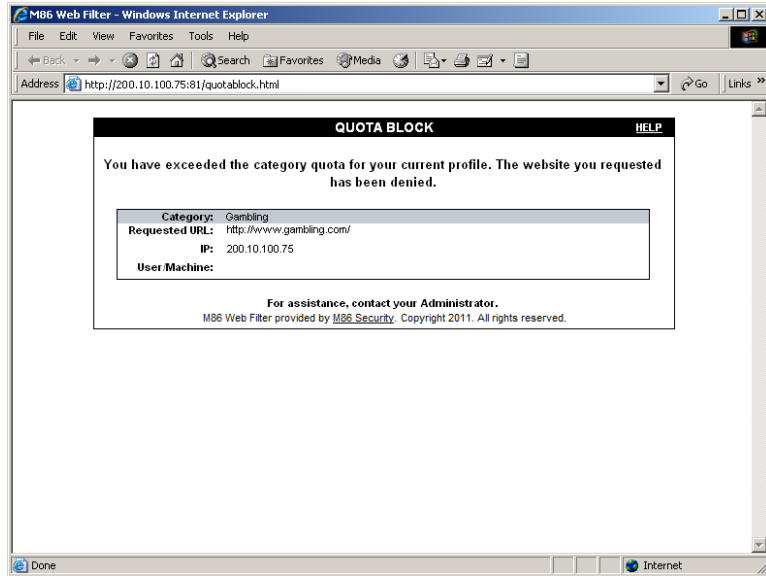 M86 Web Filter - Windows Internet Explorer
File Edit View Favorites Tools Help
Back Search Favorites Media
Address http://200.10.100.75:81/quotablock.html Go Links »
QUOTA BLOCK HELP
You have exceeded the category quota for your current profile. The website you requested
has been denied.
Category: Gambling
Requested URL: http://www.gambling.com/
IP: 200.10.100.75
User/Machine:
For assistance, contact your Administrator.
M86 Web Filter provided by M86 Security. Copyright 2011. All rights reserved.
Done Internet